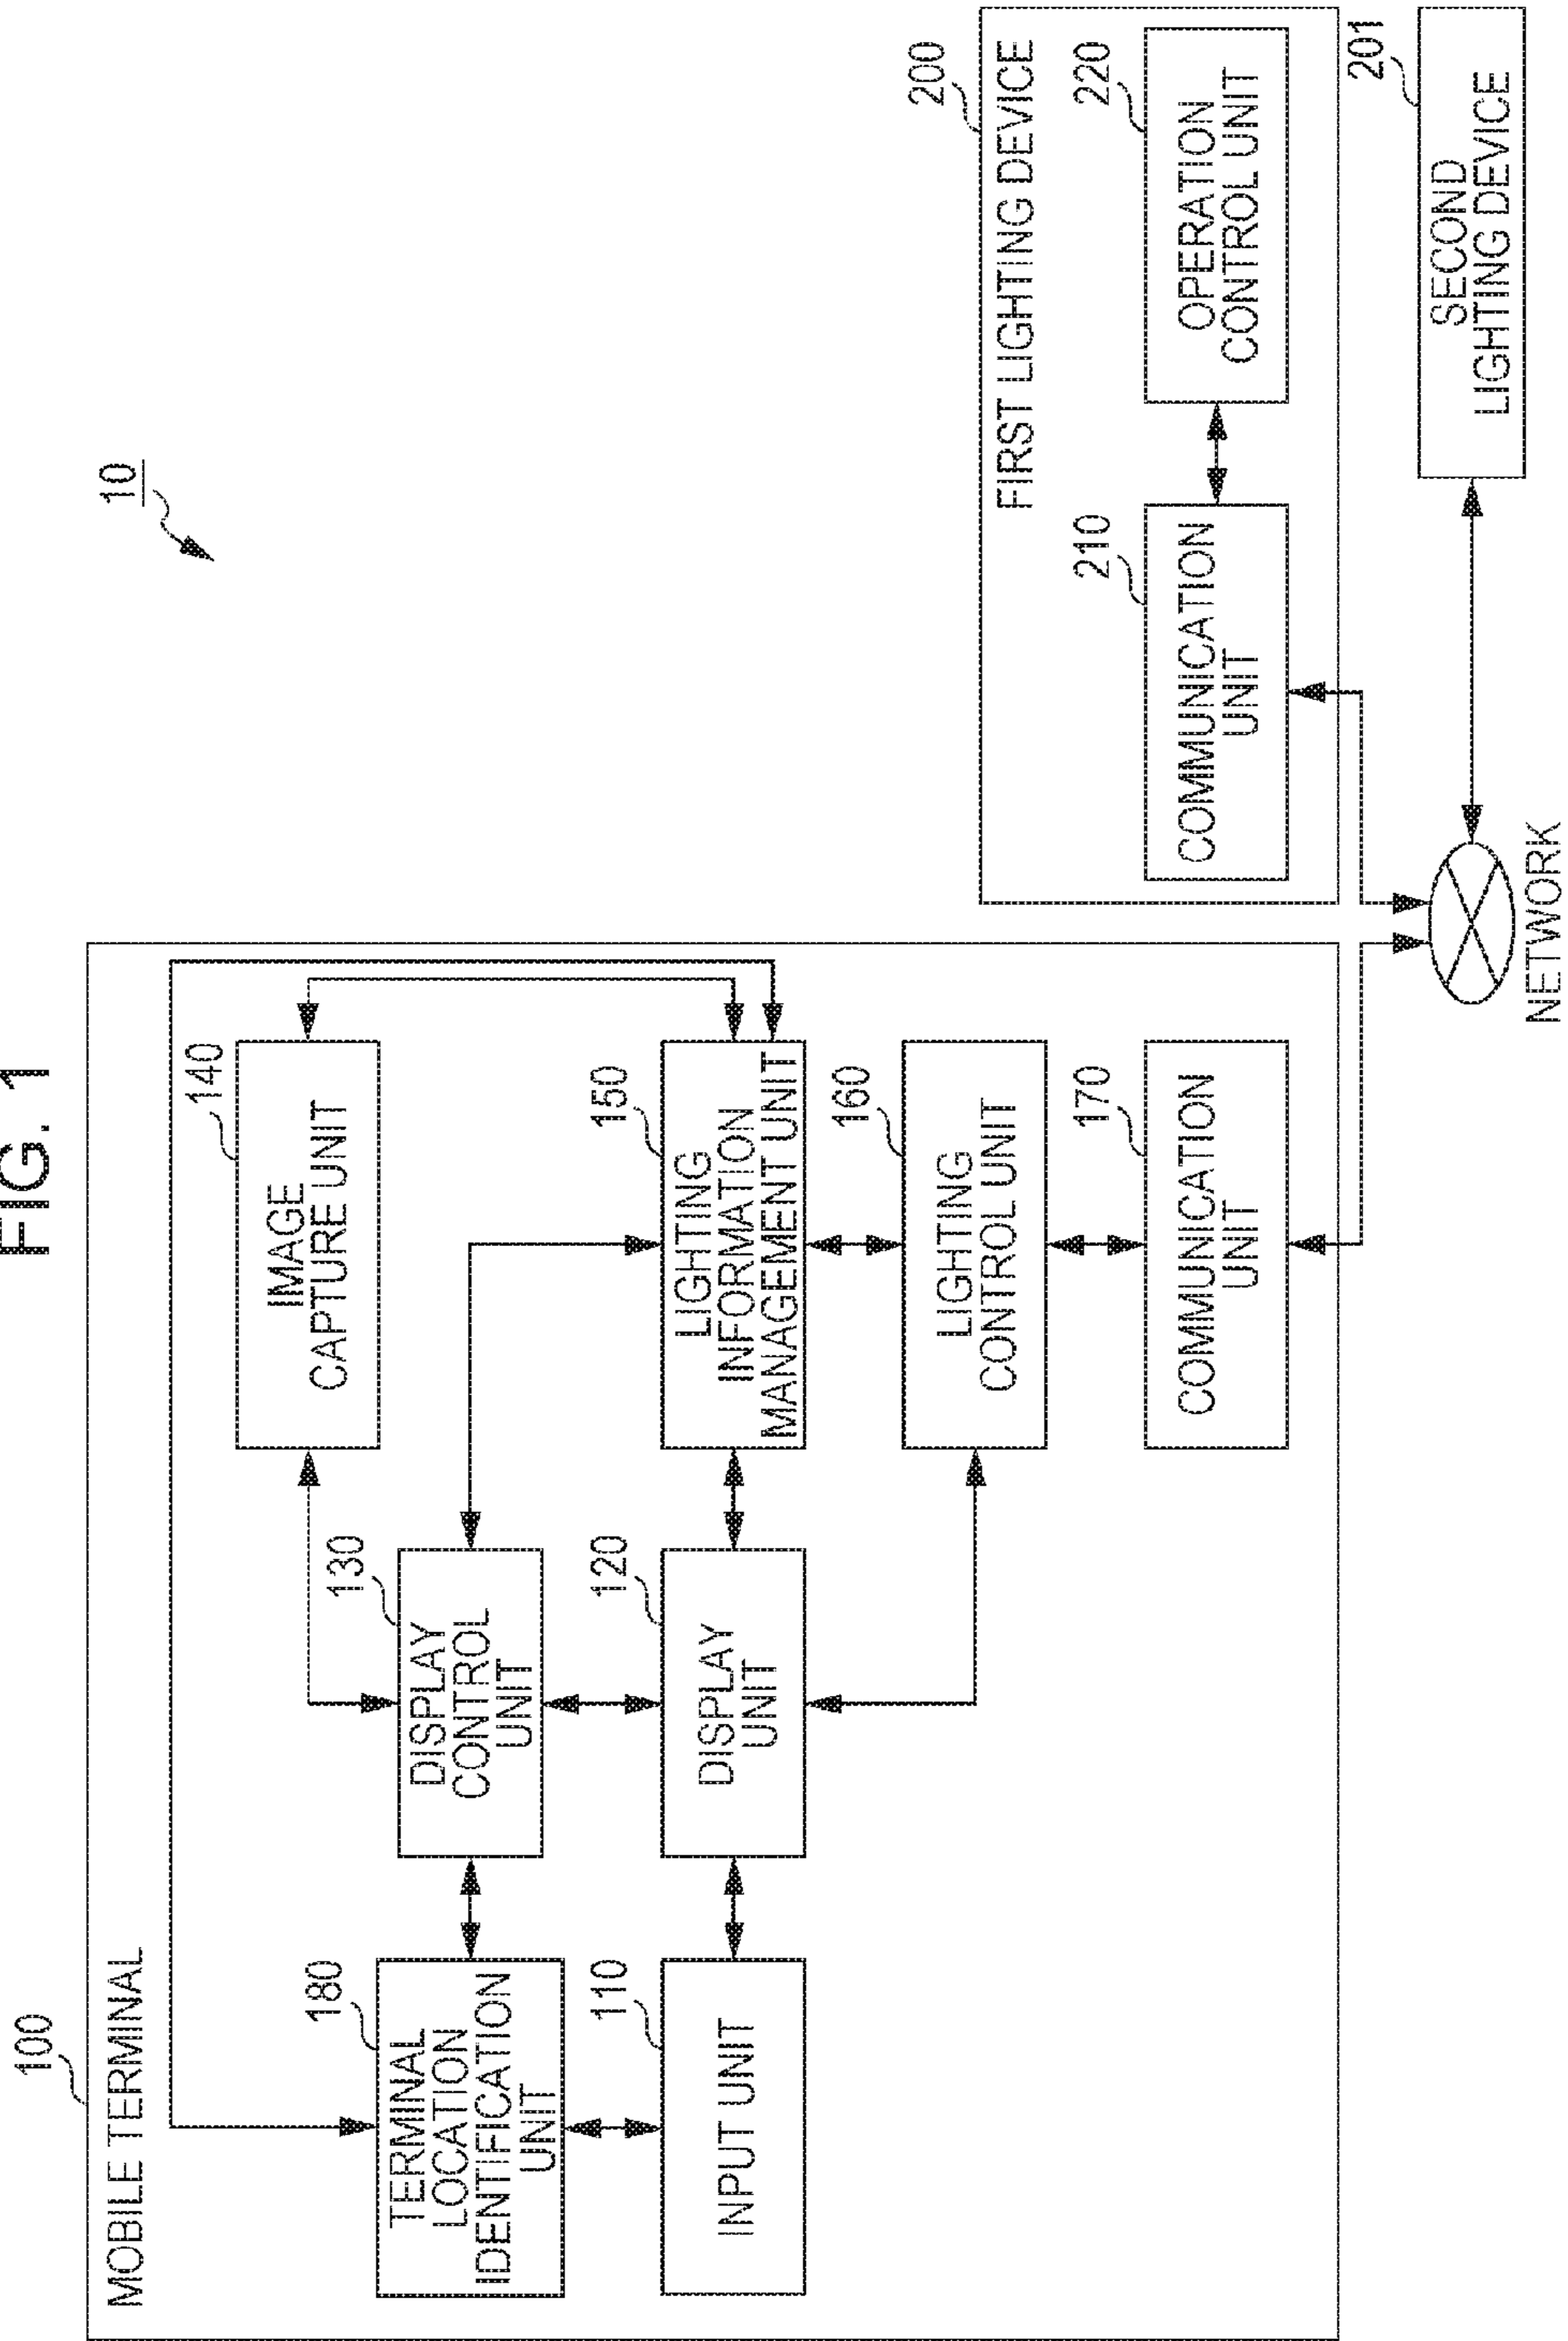 FIG. 1
10
100
MOBILE TERMINAL
180
TERMINAL
LOCATION
IDENTIFICATION
UNIT
130
DISPLAY
CONTROL
UNIT
140
IMAGE
CAPTURE UNIT
110
INPUT UNIT
120
DISPLAY
UNIT
150
LIGHTING
INFORMATION
MANAGEMENT UNIT
160
LIGHTING
CONTROL UNIT
170
COMMUNICATION
UNIT
200
FIRST LIGHTING DEVICE
210
COMMUNICATION
UNIT
220
OPERATION
CONTROL UNIT
201
SECOND
LIGHTING DEVICE
NETWORK